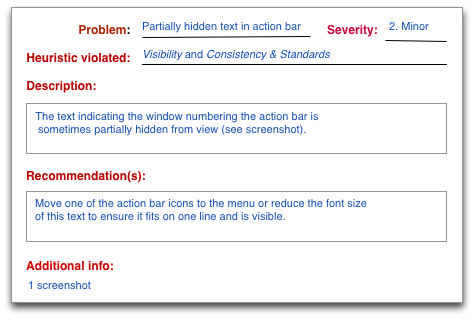 Problem: Partially hidden text in action bar Severity: 2. Minor
Heuristic violated: Visibility and Consistency & Standards
Description:
The text indicating the window numbering the action bar is
sometimes partially hidden from view (see screenshot).
Recommendation(s):
Move one of the action bar icons to the menu or reduce the font size
of this text to ensure it fits on one line and is visible.
Additional info:
1 screenshot